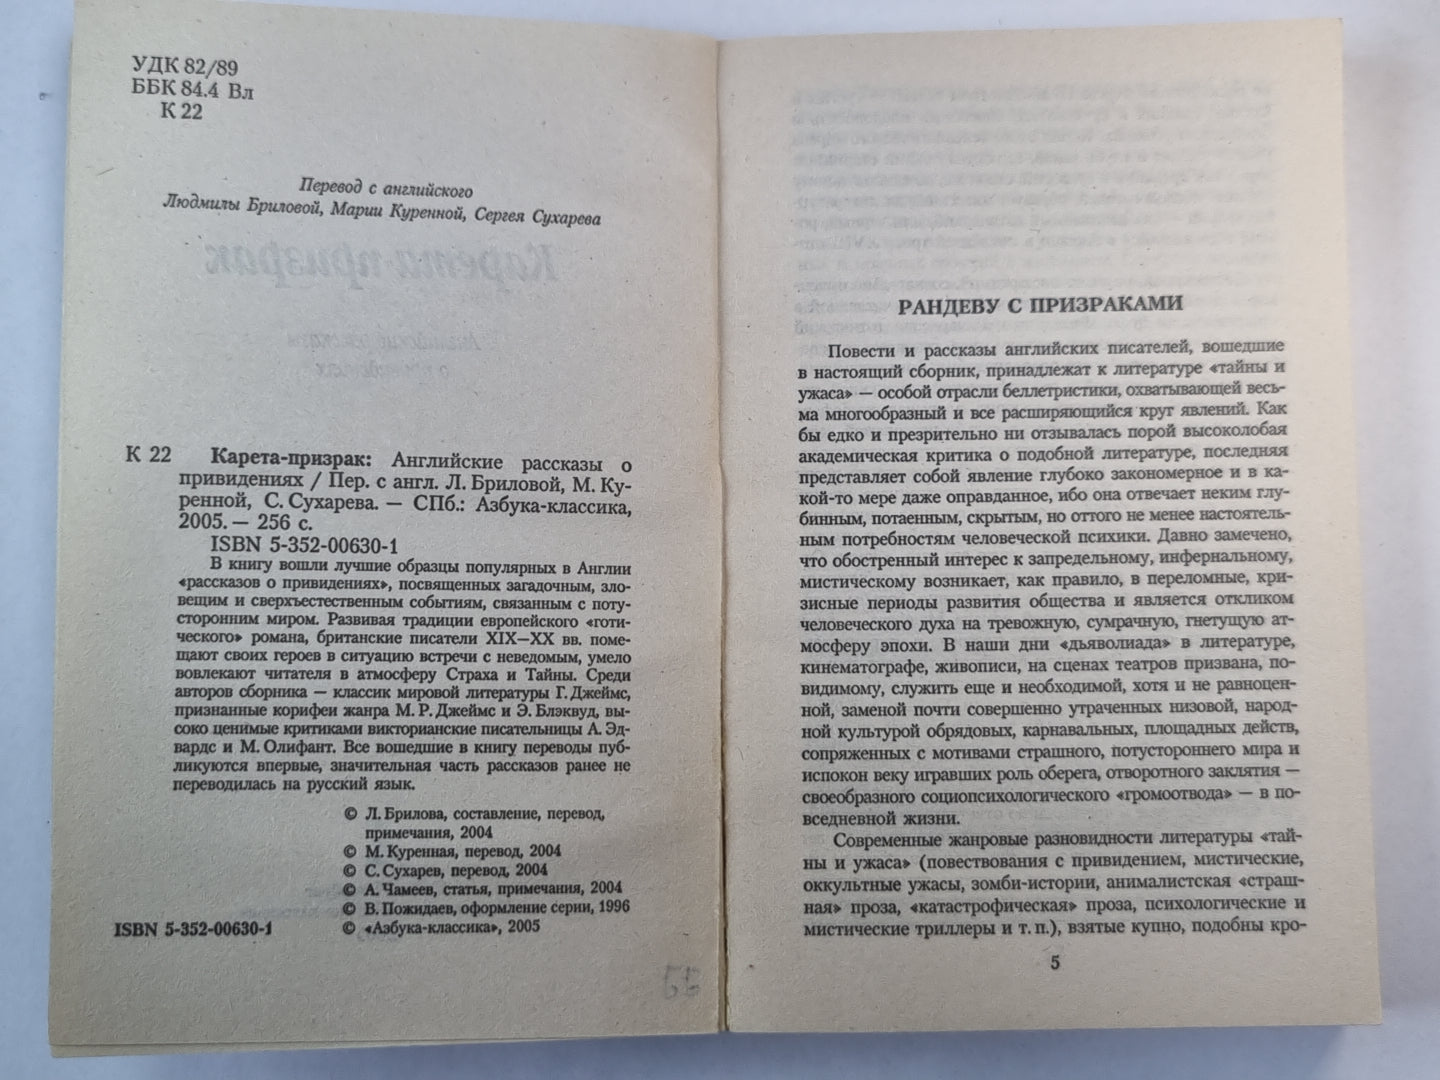 УДК 82/89
ББК 84.4 Вл
К 22
Перевод с английского
Людмилы Бриловой, Марии Куренной, Сергея Сухарева
К 22 Карета-призрак: Английские рассказы о
привидениях / Пер. с англ. Л. Бриловой, М. Ку-
ренной, С. Сухарева. — СПб.: Азбука-классика,
2005. — 256 с.
ISBN 5-352-00630-1
В книгу вошли лучшие образцы популярных в Англии
«рассказов о привидениях», посвященных загадочным, зло-
вещим и сверхъестественным событиям, связанным с поту-
сторонним миром. Развивая традиции европейского «готи-
ческого» романа, британские писатели XIX—XX вв. поме-
щают своих героев в ситуацию встречи с неведомым, умело
вовлекают читателя в атмосферу Страха и Тайны. Среди
авторов сборника — классик мировой литературы Г. Джеймс,
признанные корифеи жанра М. Р. Джеймс и Э. Блэквуд, вы-
соко ценимые критиками викторианские писательницы А. Эд-
вардс и М. Олифант. Все вошедшие в книгу переводы пуб-
ликуются впервые, значительная часть рассказов ранее не
переводилась на русский язык.
© Л. Брилова, составление, перевод,
примечания, 2004
© М. Куренная, перевод, 2004
© С. Сухарев, перевод, 2004
© А. Чамеев, статья, примечания, 2004
© В. Пожидаев, оформление серии, 1996
ISBN 5-352-00630-1 © «Азбука-классика», 2005
РАНДЕВУ С ПРИЗРАКАМИ
Повести и рассказы английских писателей, вошедшие
в настоящий сборник, принадлежат к литературе «тайны и
ужаса» — особой отрасли беллетристики, охватывающей весь-
ма многообразный и все расширяющийся круг явлений. Как
бы едко и презрительно ни отзывалась порой высоколобая
академическая критика о подобной литературе, последняя
представляет собой явление глубоко закономерное и в ка-
кой-то мере даже оправданное, ибо она отвечает неким глу-
бинным, потаенным, скрытым, но оттого не менее настоятель-
ным потребностям человеческой психики. Давно замечено,
что обостренный интерес к запредельному, инфернальному,
мистическому возникает, как правило, в переломные, кри-
зисные периоды развития общества и является откликом
человеческого духа на тревожную, сумрачную, гнетущую ат-
мосферу эпохи. В наши дни «дьяволиада» в литературе,
кинематографе, живописи, на сценах театров призвана, по-
видимому, служить еще и необходимой, хотя и не равноцен-
ной, заменой почти совершенно утраченных низовой, народ-
ной культурой обрядовых, карнавальных, площадных действ,
сопряженных с мотивами страшного, потустороннего мира и
испокон веку игравших роль оберега, отворотного заклятия —
своеобразного социопсихологического «громоотвода» — в по-
вседневной жизни.
Современные жанровые разновидности литературы «тай-
ны и ужаса» (повествования с привидением, мистические,
оккультные ужасы, зомби-истории, анималистская «страш-
ная» проза, «катастрофическая» проза, психологические и
мистические триллеры и т. п.), взятые купно, подобны кро-
5